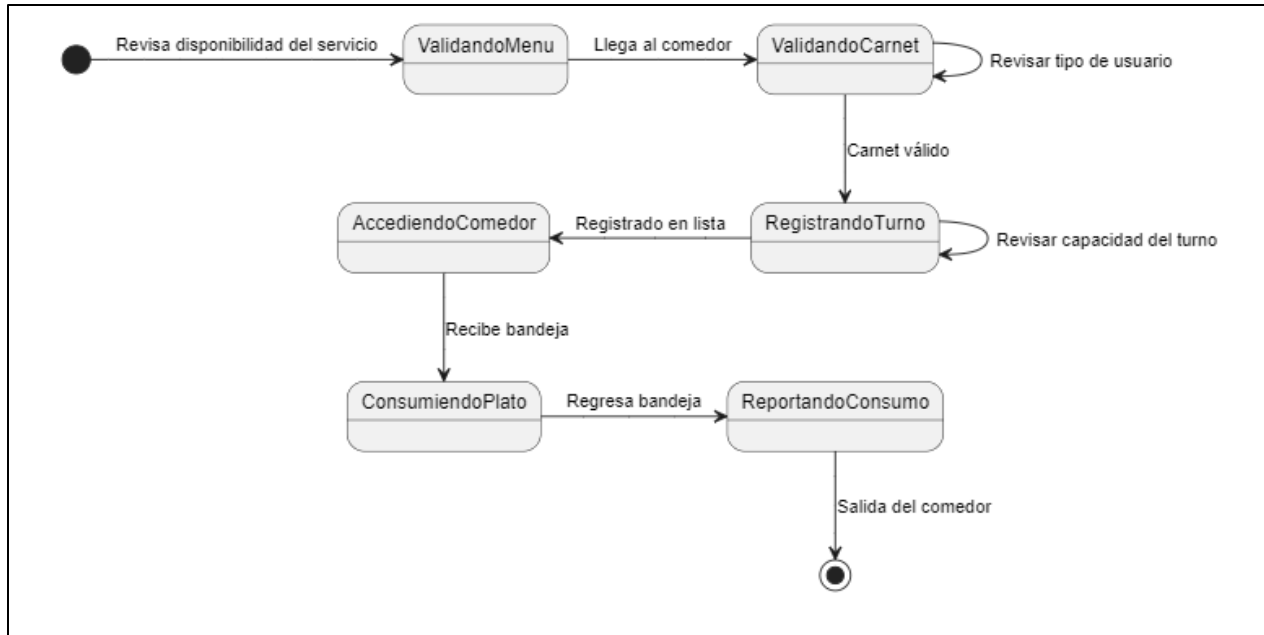 Revisa disponibilidad del servicio
ValidandoMenu
Llega al comedor
ValidandoCarnet
Revisar tipo de usuario
Carnet válido
AccediendoComedor
Registrado en lista
RegistrandoTurno
Revisar capacidad del turno
Recibe bandeja
ConsumiendoPlato
Regresa bandeja
ReportandoConsumo
Salida del comedor